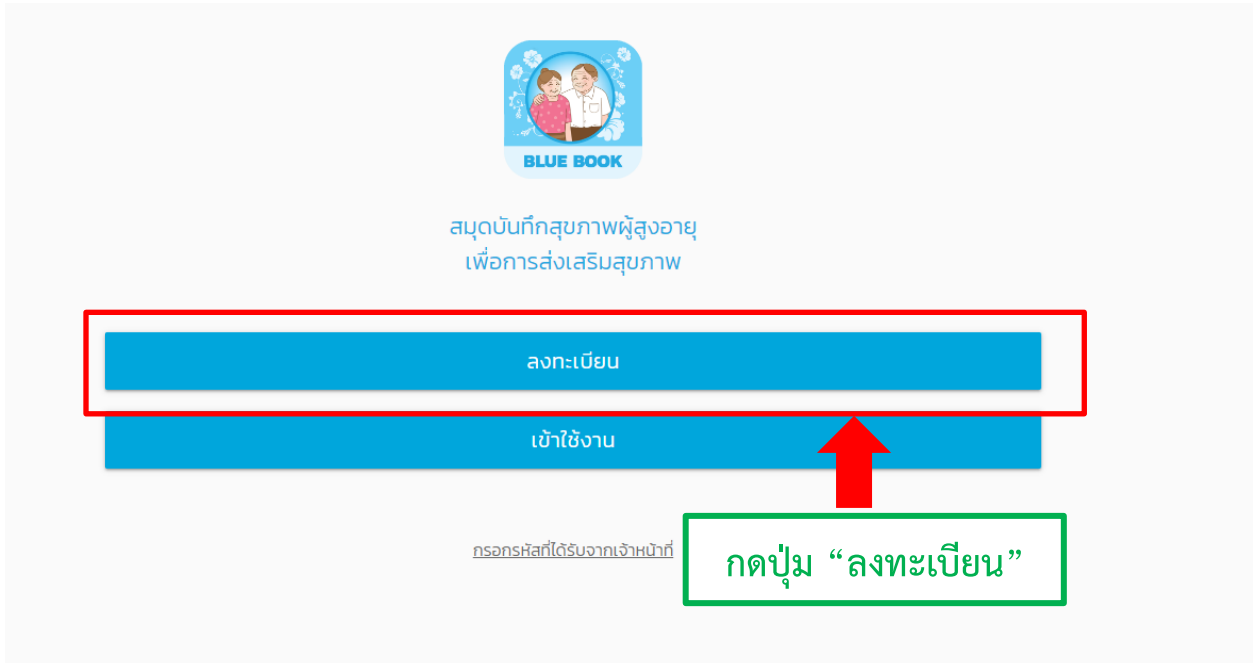 BLUE BOOK
สมุดบันทึกสุขภาพผู้สูงอายุ
เพื่อการส่งเสริมสุขภาพ
ลงทะเบียน
เข้าใช้งาน
กรอกรหัสที่ได้รับจากเจ้าหน้าที่
กดปุ่ม “ลงทะเบียน”